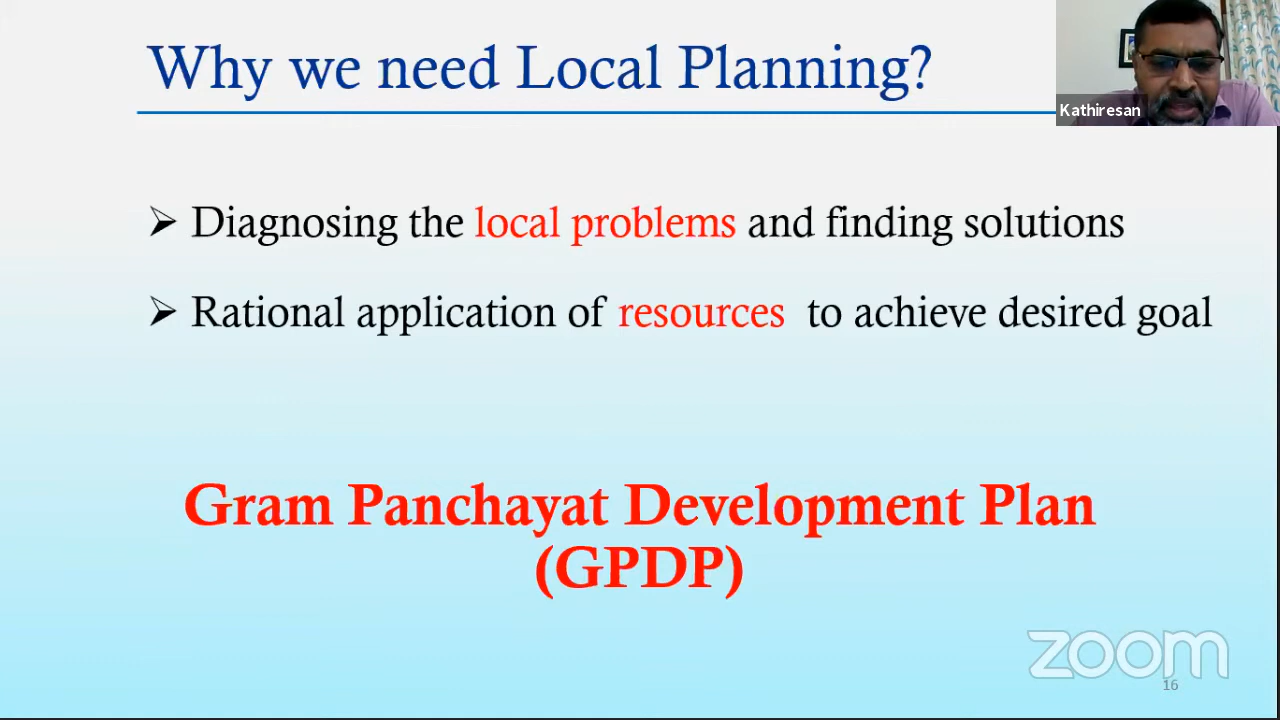 Why we need Local Planning?
Kathiresan
➢ Diagnosing the local problems and finding solutions
➢ Rational application of resources to achieve desired goal
Gram Panchayat Development Plan
(GPDP)
zoom
16